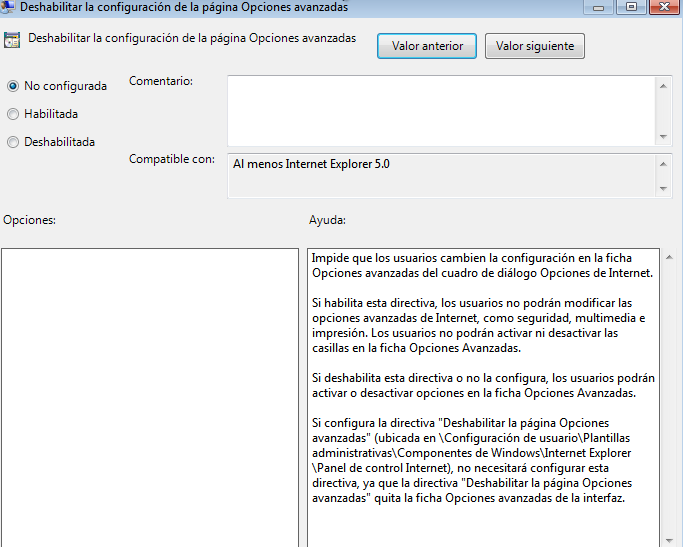 Deshabilitar la configuración de la página Opciones avanzadas
Deshabilitar la configuración de la página Opciones avanzadas
Valor anterior
Valor siguiente
No configurada
Habilitada
Deshabilitada
Comentario:
Compatible con:
Al menos Internet Explorer 5.0
Opciones:
Ayuda:
Impide que los usuarios cambien la configuración en la ficha
Opciones avanzadas del cuadro de diálogo Opciones de Internet.
Si habilita esta directiva, los usuarios no podrán modificar las
opciones avanzadas de Internet, como seguridad, multimedia e
impresión. Los usuarios no podrán activar ni desactivar las
casillas en la ficha Opciones Avanzadas.
Si deshabilita esta directiva o no la configura, los usuarios podrán
activar o desactivar opciones en la ficha Opciones Avanzadas.
Si configura la directiva "Deshabilitar la página Opciones
avanzadas" (ubicada en \Configuración de usuario\Plantillas
administrativas\Componentes de Windows\Internet Explorer
\Panel de control Internet), no necesitará configurar esta
directiva, ya que la directiva "Deshabilitar la página Opciones
avanzadas" quita la ficha Opciones avanzadas de la interfaz.